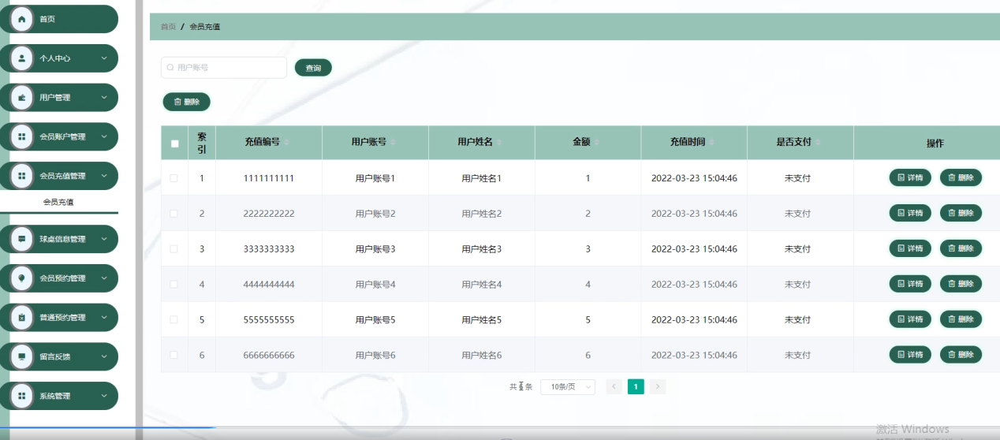 首页
个人中心
用户管理
会员账户管理
会员充值管理
会员充值
球桌信息管理
会员预约管理
普通预约管理
留言反馈
系统管理
首页 / 会员充值
用户账号 查询
删除
索引 充值编号 用户账号 用户姓名 金额 充值时间 是否支付 操作
1 1111111111 用户账号1 用户姓名1 1 2022-03-23 15:04:46 未支付 详情 删除
2 2222222222 用户账号2 用户姓名2 2 2022-03-23 15:04:46 未支付 详情 删除
3 3333333333 用户账号3 用户姓名3 3 2022-03-23 15:04:46 未支付 详情 删除
4 4444444444 用户账号4 用户姓名4 4 2022-03-23 15:04:46 未支付 详情 删除
5 5555555555 用户账号5 用户姓名5 5 2022-03-23 15:04:46 未支付 详情 删除
6 6666666666 用户账号6 用户姓名6 6 2022-03-23 15:04:46 未支付 详情 删除
共 条 10条/页 1
激活 Windows